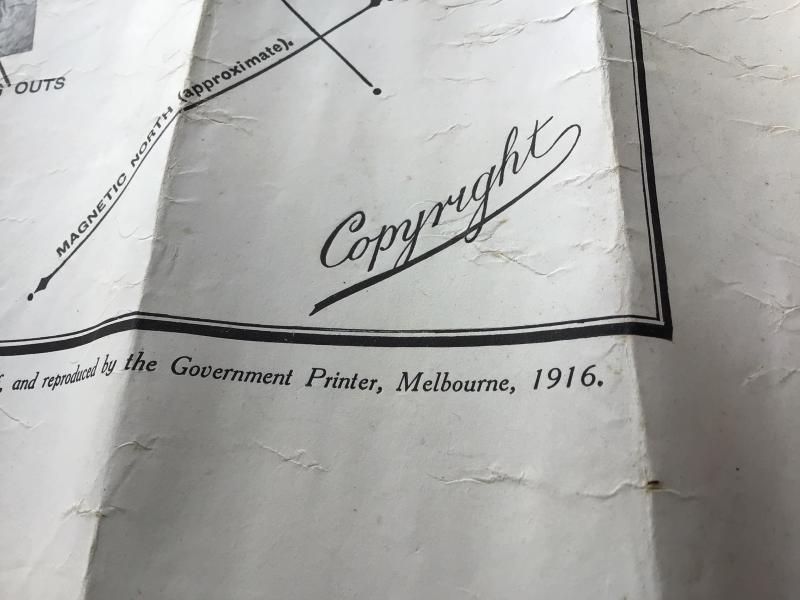 OUTS
MAGNETIC NORTH (approximate).
Copyright
and reproduced by the Government Printer, Melbourne, 1916.